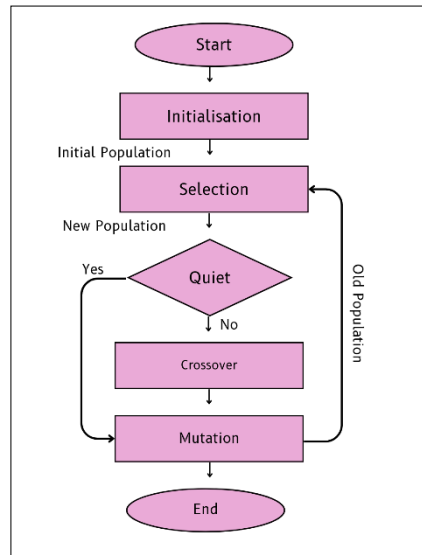 Start
Initialisation
Initial Population
Selection
New Population
Yes
Quiet
Old Population
No
Crossover
Mutation
End